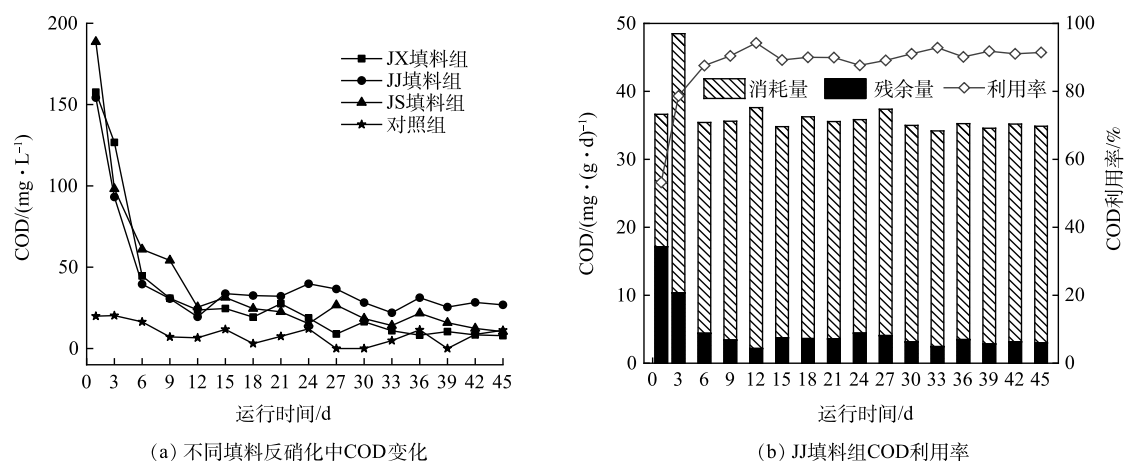 200
150
100
50
0
COD/(mg·L⁻¹)
JX填料组
JJ填料组
JS填料组
对照组
0 3 6 9 12 15 18 21 24 27 30 33 36 39 42 45
运行时间/d
(a) 不同填料反硝化中COD变化
50
40
30
20
10
0
COD/(mg·(g·d)⁻¹)
消耗量 残余量 利用率
100
80
60
40
20
0
COD利用率/%
0 3 6 9 12 15 18 21 24 27 30 33 36 39 42 45
运行时间/d
(b) JJ填料组COD利用率